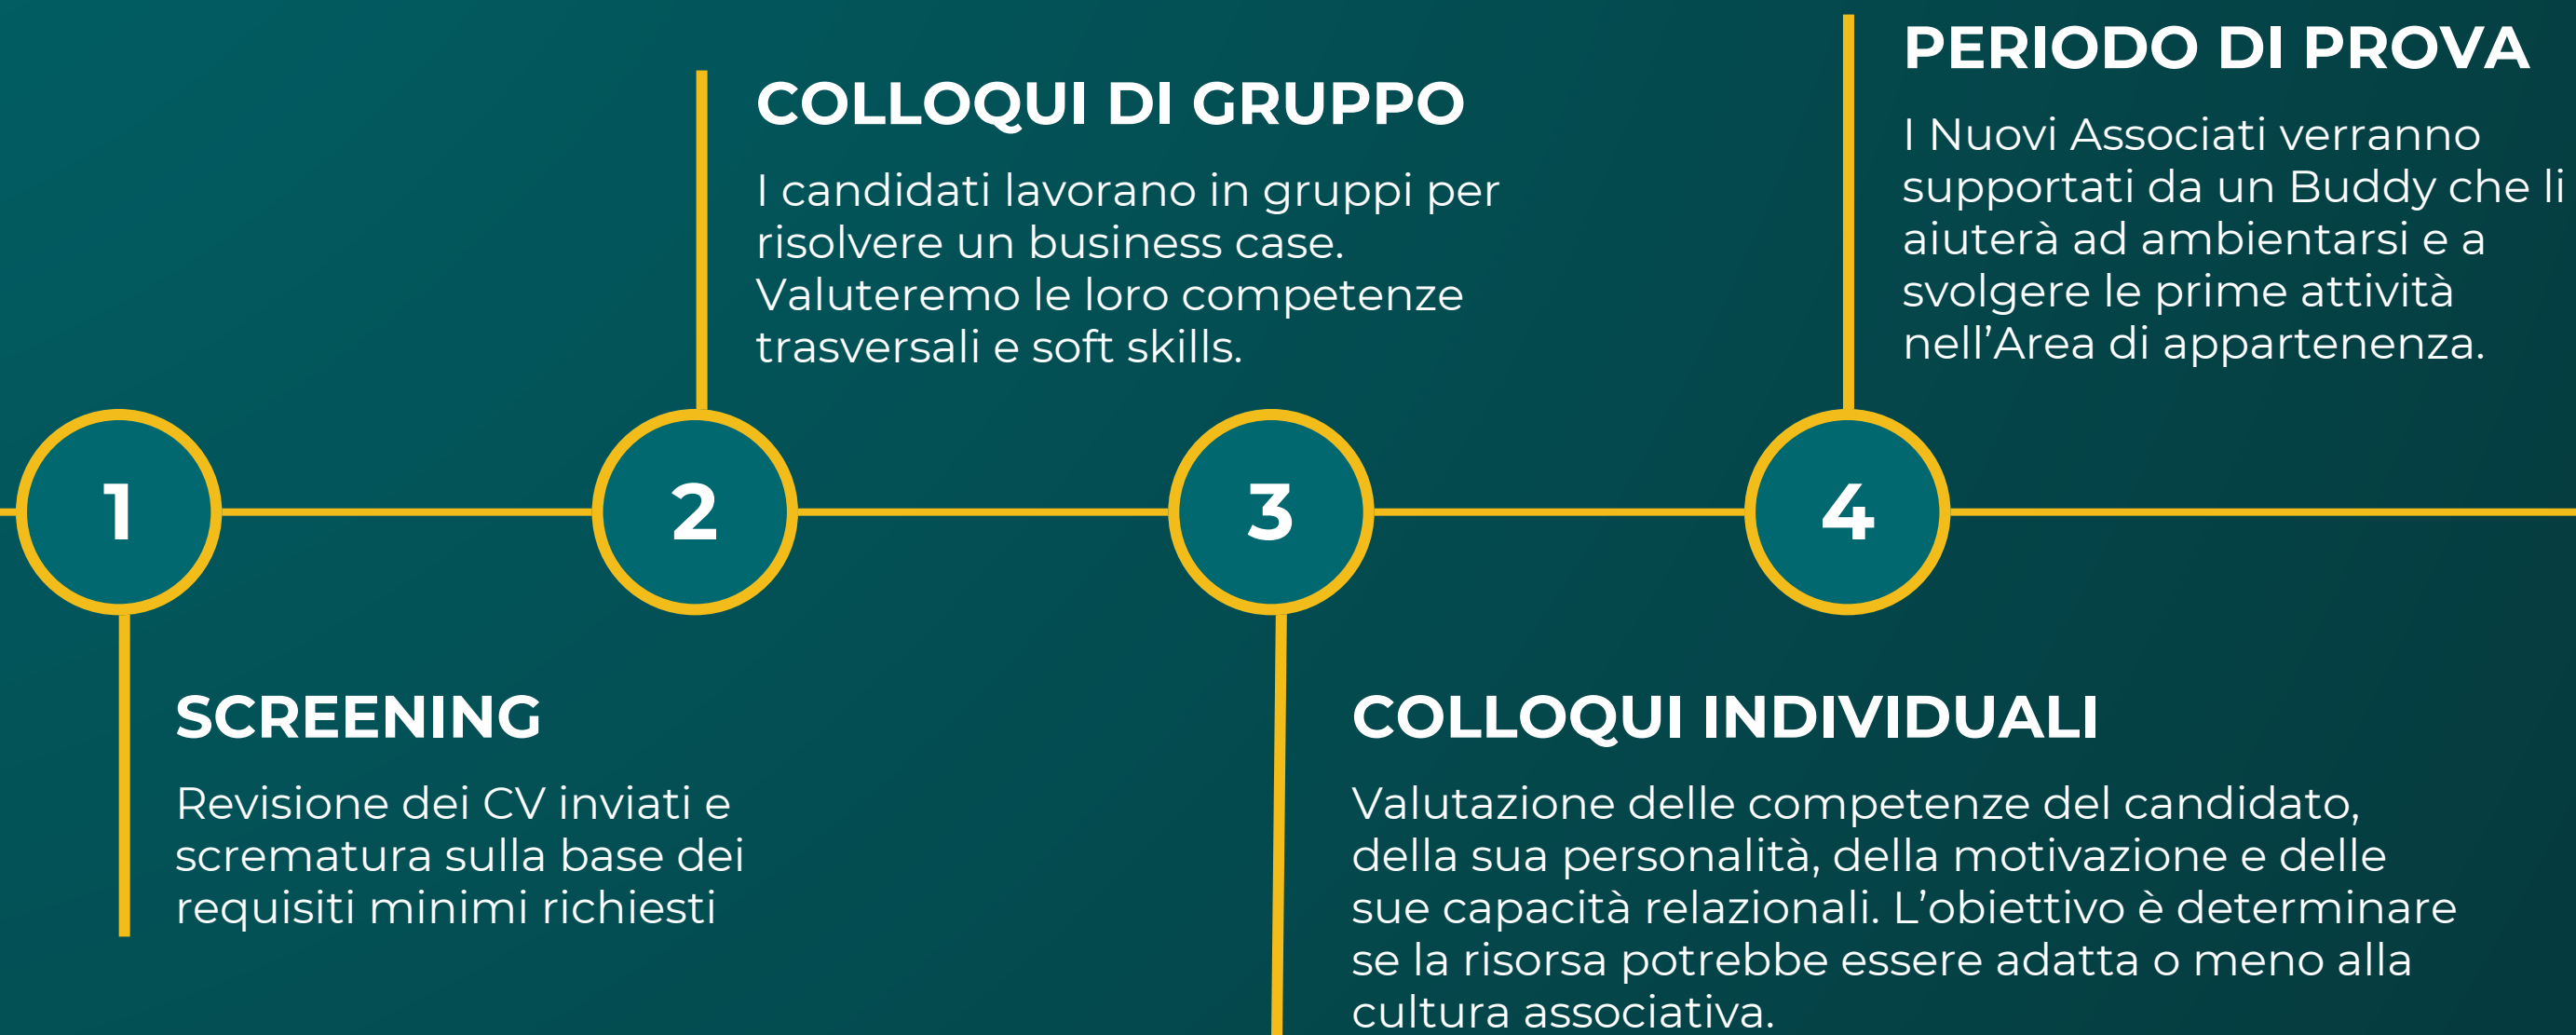 1
SCREENING
Revisione dei CV inviati e
scrematura sulla base dei
requisiti minimi richiesti
2
COLLOQUI DI GRUPPO
I candidati lavorano in gruppi per
risolvere un business case.
Valuteremo le loro competenze
trasversali e soft skills.
3
COLLOQUI INDIVIDUALI
Valutazione delle competenze del candidato,
della sua personalità, della motivazione e delle
sue capacità relazionali. L’obiettivo è determinare
se la risorsa potrebbe essere adatta o meno alla
cultura associativa.
4
PERIODO DI PROVA
I Nuovi Associati verranno
supportati da un Buddy che li
aiuterà ad ambientarsi e a
svolgere le prime attività
nell’Area di appartenenza.